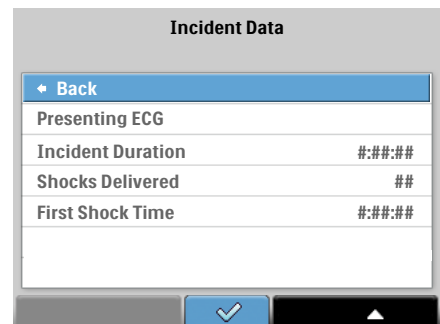 Incident Data
Back
Presenting ECG
Incident Duration #:##:##
Shocks Delivered ##
First Shock Time #:##:##